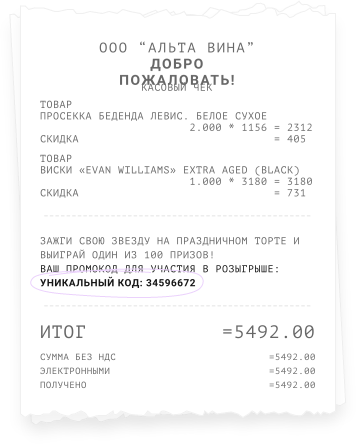 ООО “АЛЬТА ВИНА”
ДОБРО
ПОЖАЛОВАТЬ!
КАСОВЫЙ ЧЕК
ТОВАР
ПРОСЕККА БЕДЕНДА ЛЕВИС. БЕЛОЕ СУХОЕ
2.000 * 1156 = 2312
СКИДКА = 405
ТОВАР
ВИСКИ «EVAN WILLIAMS» EXTRA AGED (BLACK)
1.000 * 3180 = 3180
СКИДКА = 731
ЗАЖГИ СВОЮ ЗВЕЗДУ НА ПРАЗДНИЧНОМ ТОРТЕ И
ВЫИГРАЙ ОДИН ИЗ 100 ПРИЗОВ!
ВАШ ПРОМОКОД ДЛЯ УЧАСТИЯ В РОЗЫГРЫШЕ:
УНИКАЛЬНЫЙ КОД: 34596672
ИТОГ =5492.00
СУММА БЕЗ НДС =5492.00
ЭЛЕКТРОННЫМИ =5492.00
ПОЛУЧЕНО =5492.00